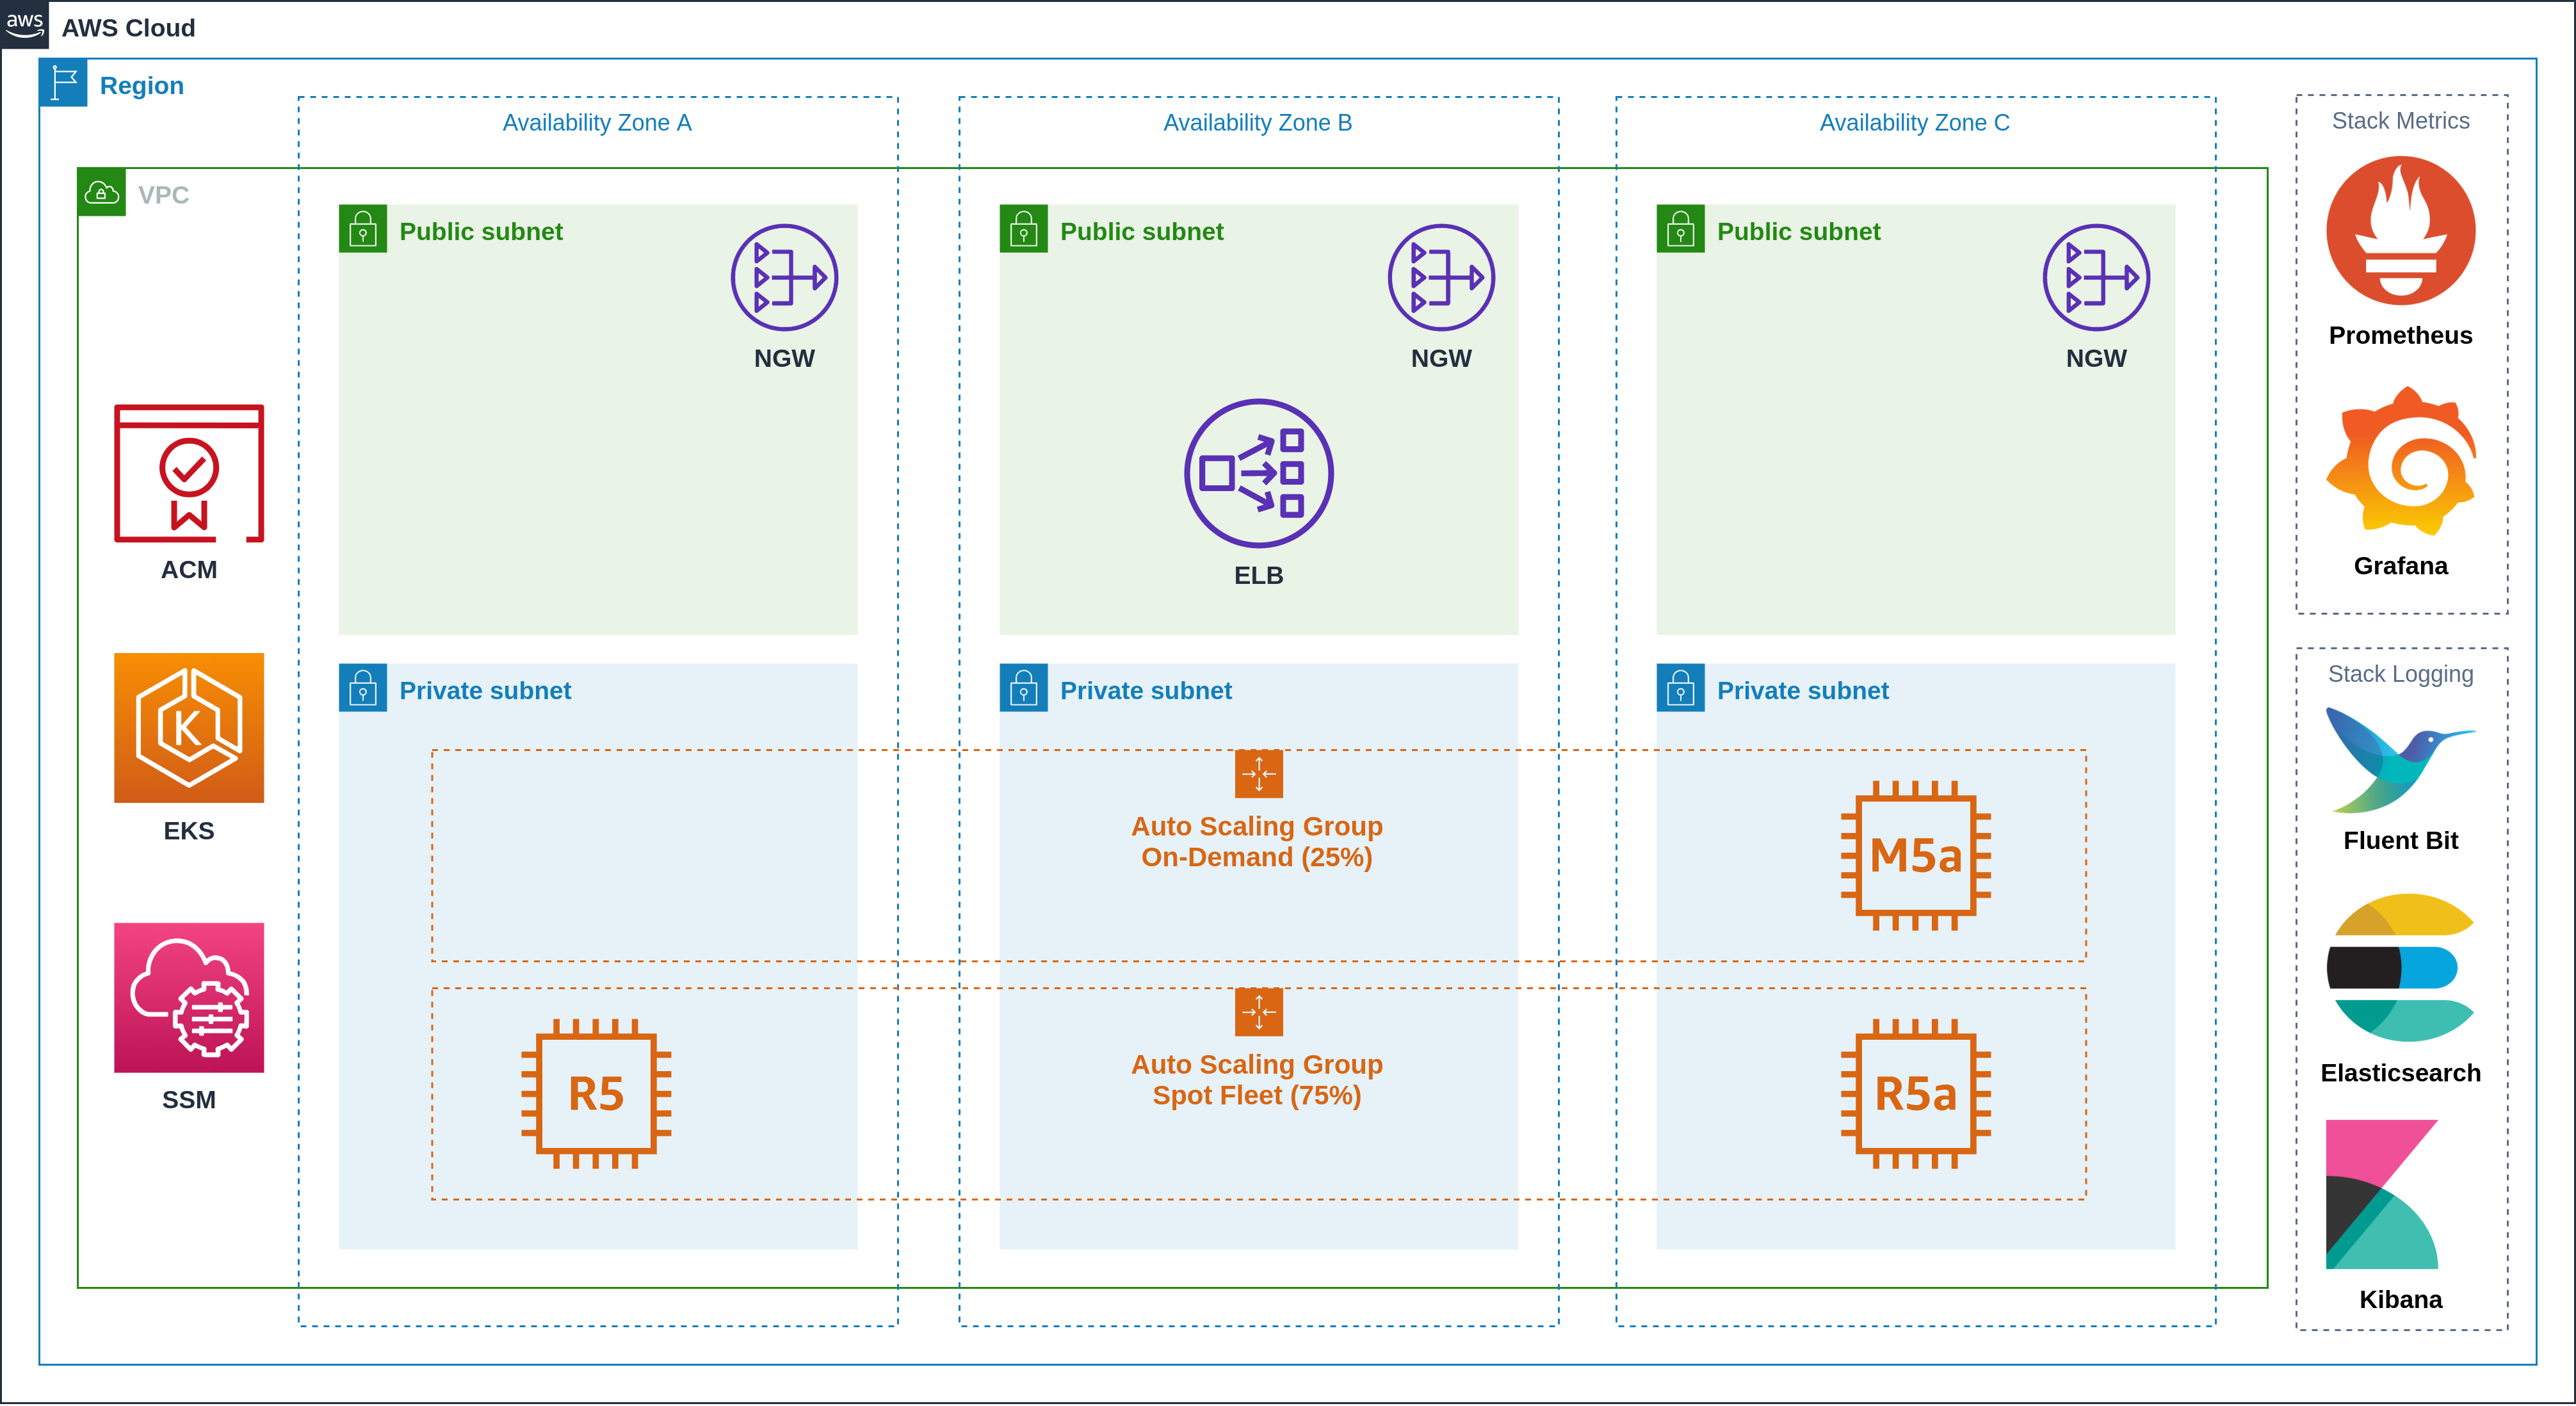 aws
AWS Cloud
Region
Availability Zone A
Availability Zone B
Availability Zone C
VPC
Public subnet
NGW
Public subnet
NGW
ELB
Public subnet
NGW
ACM
K
EKS
SSM
Private subnet
Private subnet
Private subnet
Auto Scaling Group
On-Demand (25%)
M5a
R5
Auto Scaling Group
Spot Fleet (75%)
R5a
Stack Metrics
Prometheus
Grafana
Stack Logging
Fluent Bit
Elasticsearch
Kibana